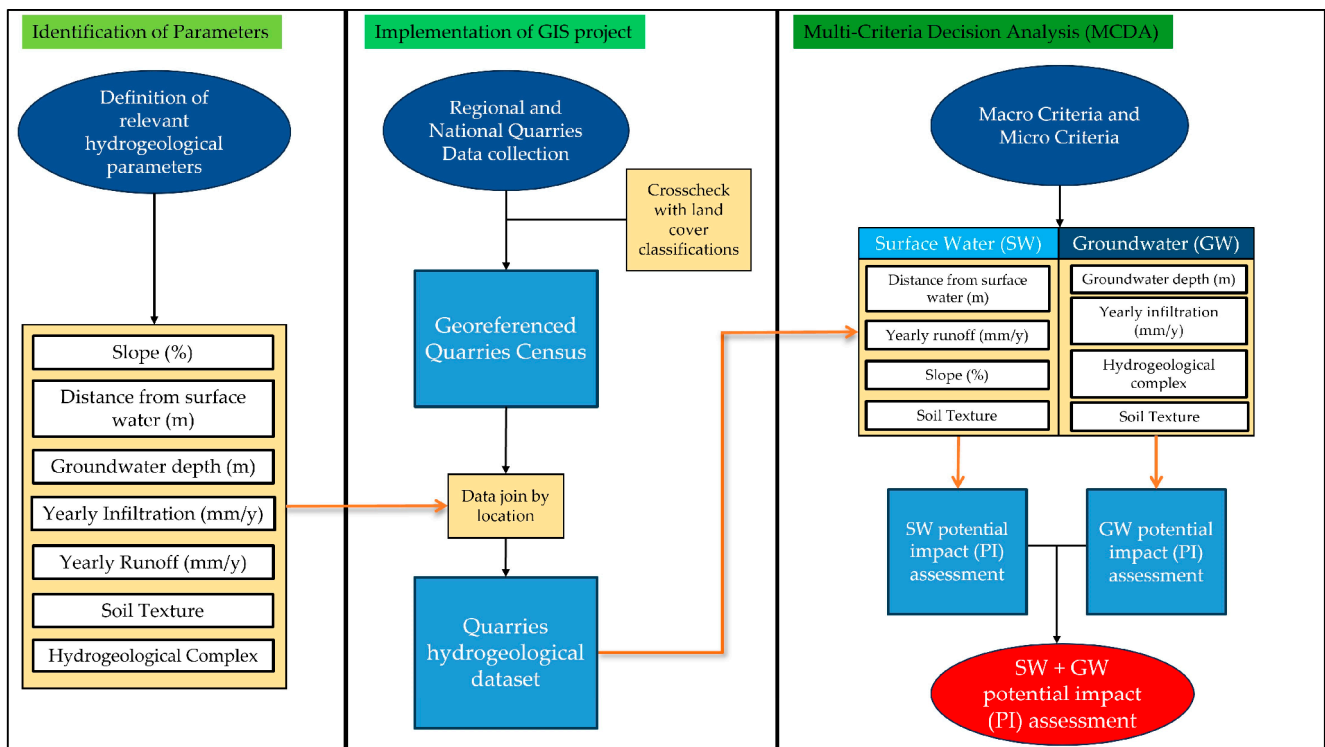 Identification of Parameters
Definition of
relevant
hydrogeological
parameters
Slope (%)
Distance from surface
water (m)
Groundwater depth (m)
Yearly Infiltration (mm/y)
Yearly Runoff (mm/y)
Soil Texture
Hydrogeological Complex
Implementation of GIS project
Regional and
National Quarries
Data collection
Crosscheck
with land
cover
classifications
Georeferenced
Quarries Census
Data join by
location
Quarries
hydrogeological
dataset
Multi-Criteria Decision Analysis (MCDA)
Macro Criteria and
Micro Criteria
Surface Water (SW)
Distance from surface
water (m)
Yearly runoff (mm/y)
Slope (%)
Soil Texture
Groundwater (GW)
Groundwater depth (m)
Yearly infiltration
(mm/y)
Hydrogeological
complex
Soil Texture
SW potential
impact (PI)
assessment
GW potential
impact (PI)
assessment
SW + GW
potential impact
(PI) assessment